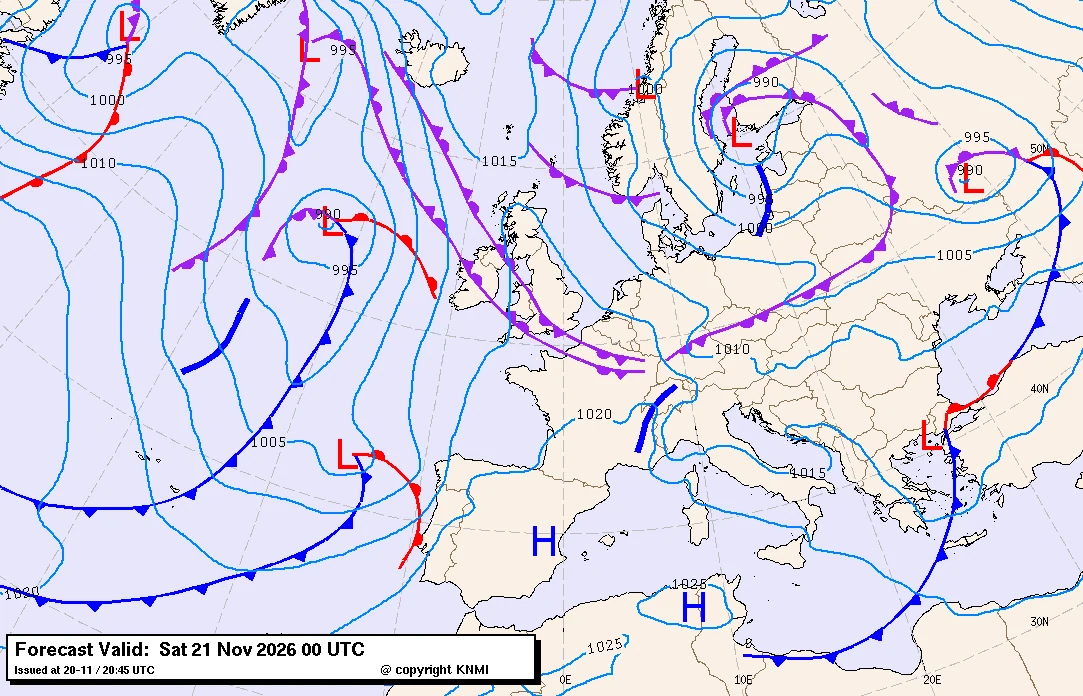 L
L
995
995
L
1000
990
1000
L
995
1010
1015
50N
990
L
990
L
995
1000
995
1005
1010
40N
1020
1005
L
L
1015
H
1025
H
1020
30N
1025
Forecast Valid: Sat 21 Nov 2026 00 UTC
Issued at 20-11 / 20:45 UTC @ copyright KNMI
0E
10E
20E